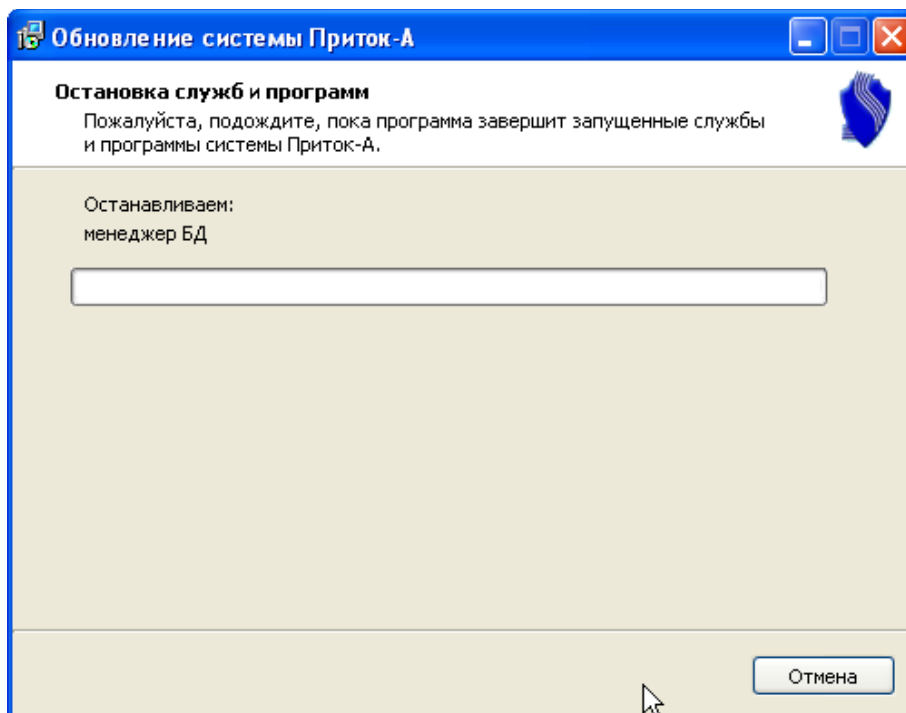 Обновление системы Приток-А
Остановка служб и программ
Пожалуйста, подождите, пока программа завершит запущенные службы
и программы системы Приток-А.
Останавливаем:
менеджер БД
Отмена